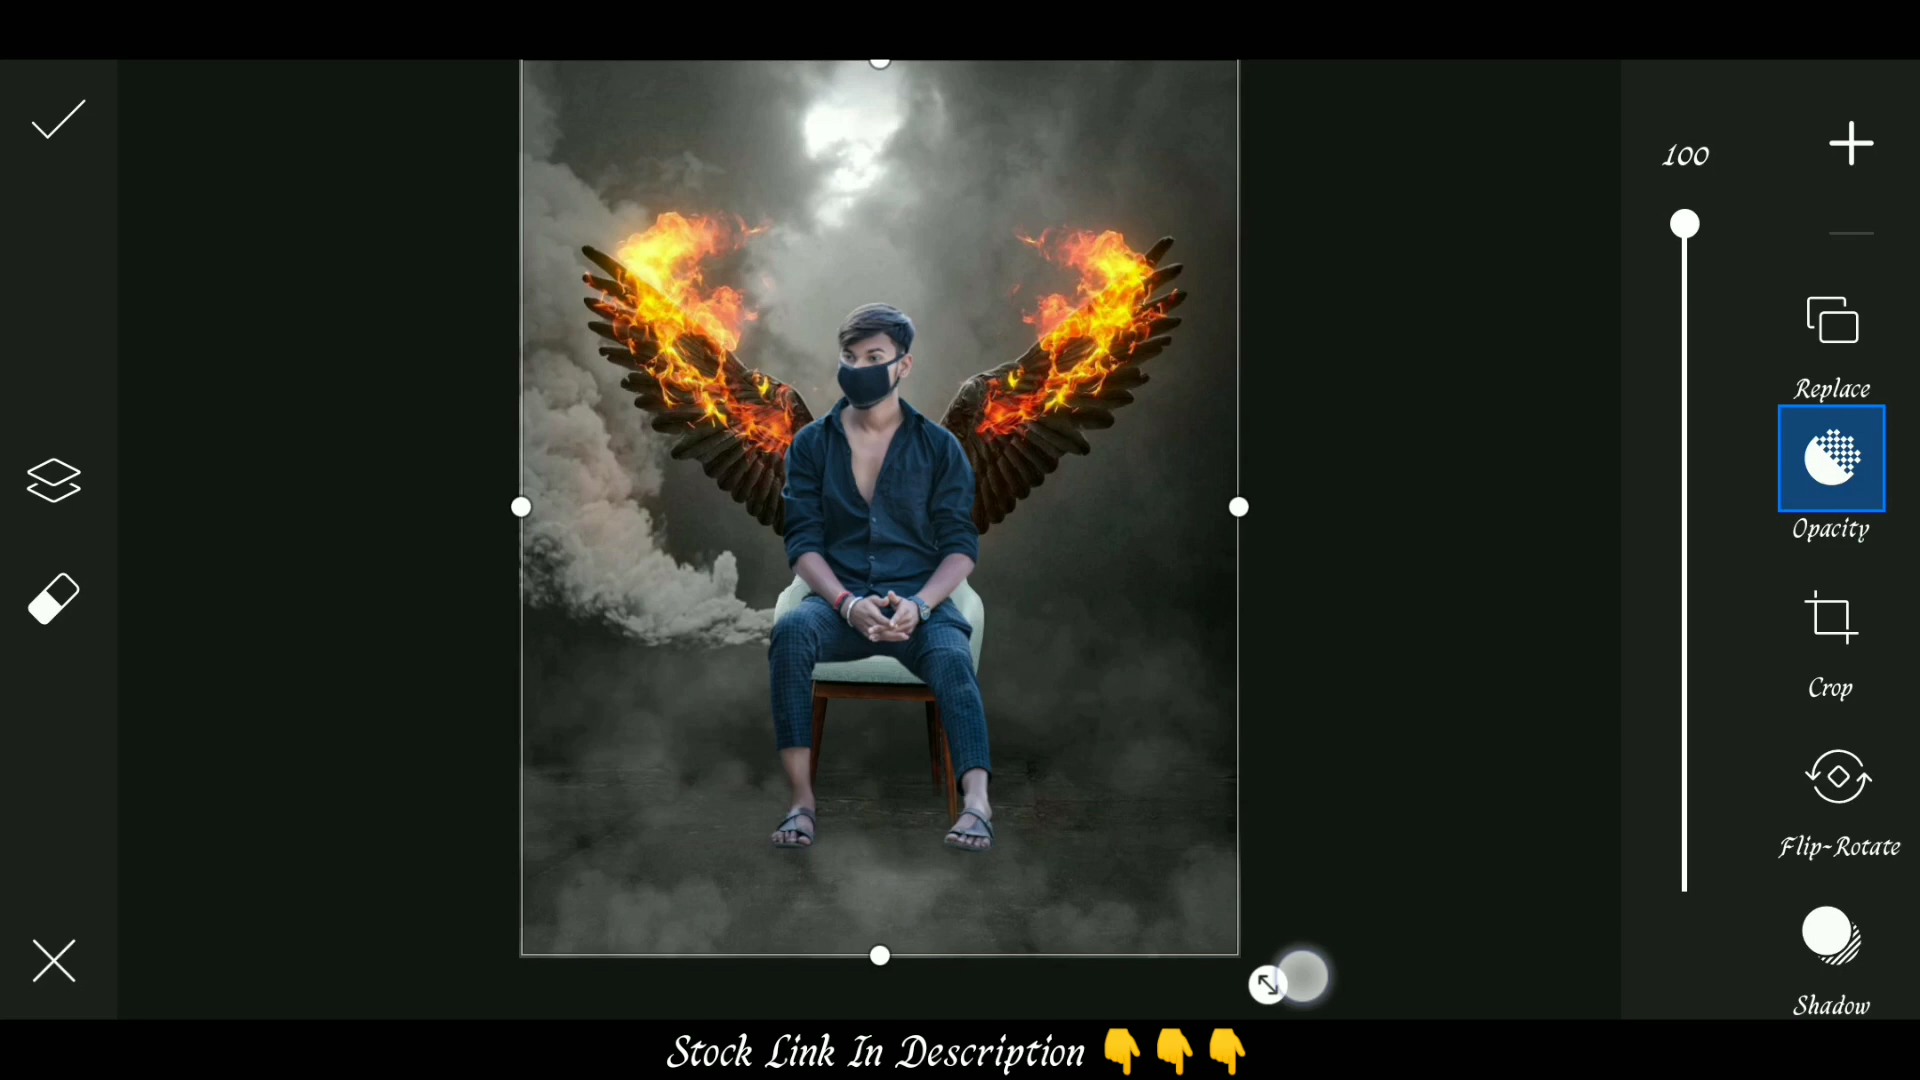 100
Replace
Opacity
Crop
Flip-Rotate
Shadow
Stock Link In Description 👇👇👇